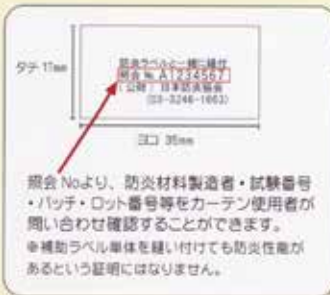 タテ 17mm
防炎ラベルと一緒に縫付
照会 № A1234567
(公財) 日本防炎協会
(03-3246-1663)
ヨコ 35mm
照会 Noより、防炎材料製造者・試験番号
・バッチ・ロット番号等をカーテン使用者が
問い合わせ確認することができます。
※補助ラベル単体を縫い付けても防炎性能が
あるという証明にはなりません。